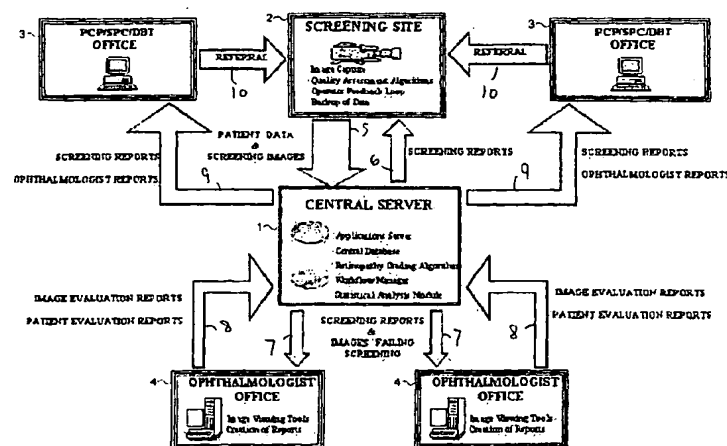 3
PCP/SPC/DBT
OFFICE
REFERRAL
10
2
SCREENING SITE
Image Capture
Quality Assessment Algorithms
Operator Feedback Loop
Backup of Data
REFERRAL
10
3
PCP/SPC/DBT
OFFICE
SCREENING REPORTS
OPHTHALMOLOGIST REPORTS
9
PATIENT DATA
&
SCREENING IMAGES
5
6
SCREENING REPORTS
9
SCREENING REPORTS
OPHTHALMOLOGIST REPORTS
1
CENTRAL SERVER
Applications Server
Central Database
Retinopathy Grading Algorithm
Workflow Manager
Statistical Analysis Module
IMAGE EVALUATION REPORTS
PATIENT EVALUATION REPORTS
8
7
SCREENING REPORTS
&
IMAGES FAILING
SCREENING
7
8
IMAGE EVALUATION REPORTS
PATIENT EVALUATION REPORTS
4
OPHTHALMOLOGIST
OFFICE
Image Viewing Tools
Creation of Reports
4
OPHTHALMOLOGIST
OFFICE
Image Viewing Tools
Creation of Reports